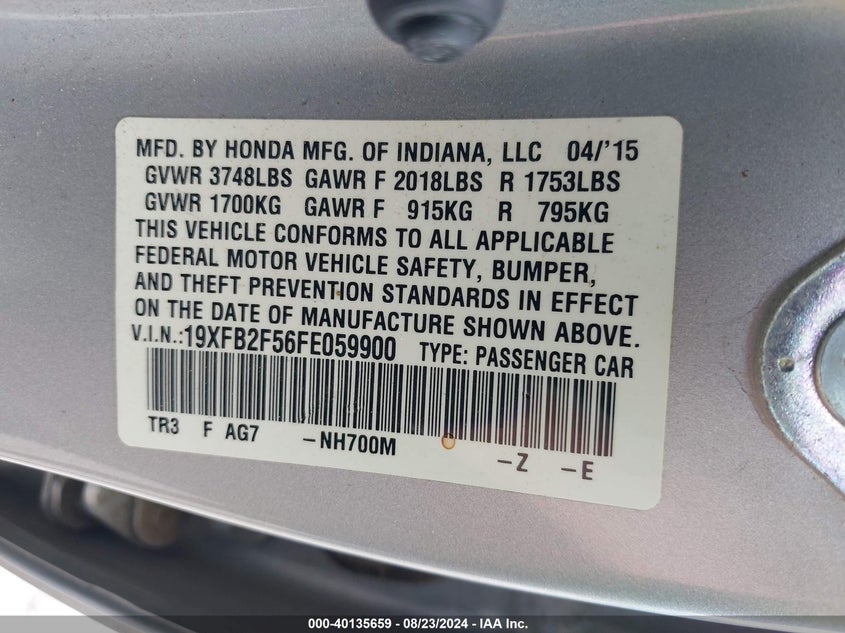 MFD. BY HONDA MFG. OF INDIANA, LLC 04/'15
GVWR 3748LBS GAWR F 2018LBS R 1753LBS
GVWR 1700KG GAWR F 915KG R 795KG
THIS VEHICLE CONFORMS TO ALL APPLICABLE
FEDERAL MOTOR VEHICLE SAFETY, BUMPER,
AND THEFT PREVENTION STANDARDS IN EFFECT
ON THE DATE OF MANUFACTURE SHOWN ABOVE.
V.I.N.:19XFB2F56FE059900 TYPE: PASSENGER CAR
TR3 F AG7 -NH700M -Z -E
000-40135659 - 08/23/2024 - IAA Inc.